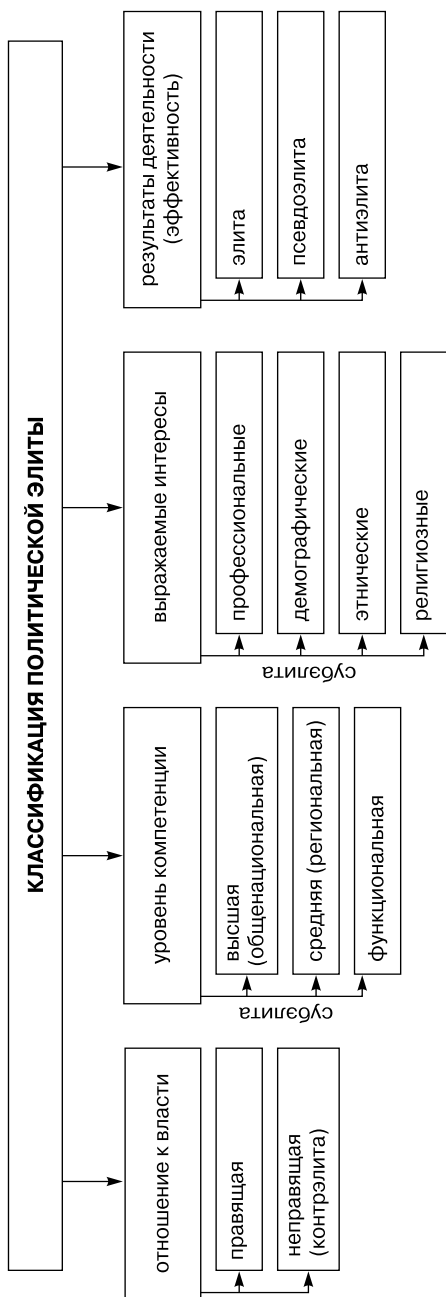 КЛАССИФИКАЦИЯ ПОЛИТИЧЕСКОЙ ЭЛИТЫ
отношение к власти
правящая
неправящая
(контрэлита)
уровень компетенции
субэлита
высшая
(общенациональная)
средняя (региональная)
функциональная
выражаемые интересы
субэлита
профессиональные
демографические
этнические
религиозные
результаты деятельности
(эффективность)
элита
псевдоэлита
антиэлита